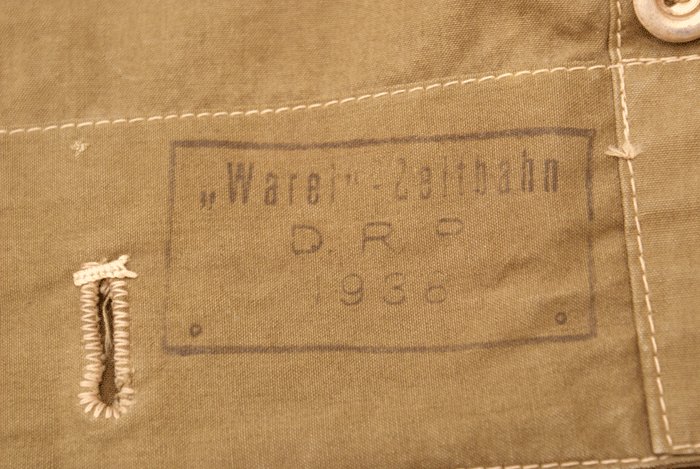 „Warei“-Zeltbahn
D. R. P
1938